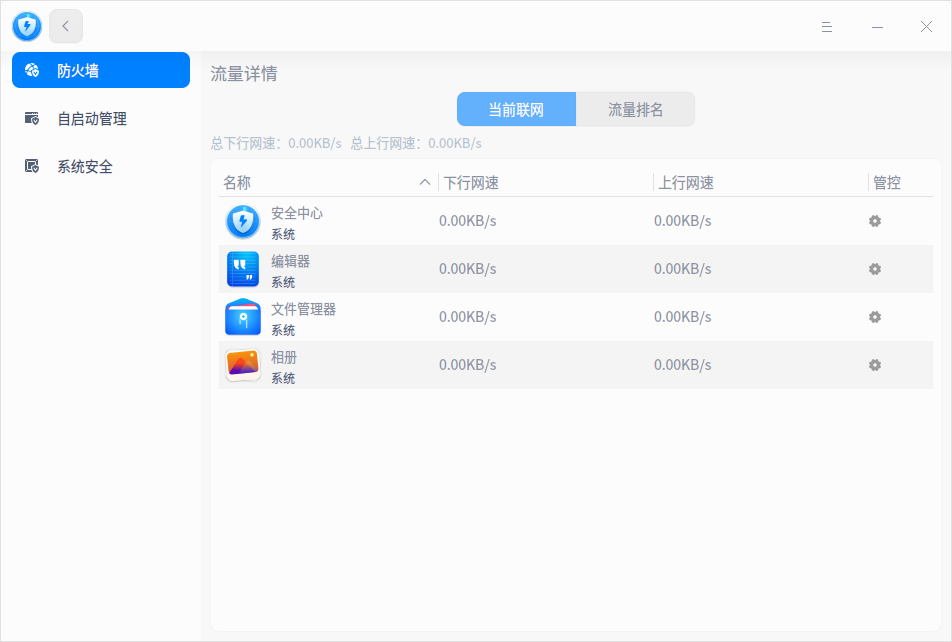 防火墙
自启动管理
系统安全
流量详情
当前联网 流量排名
总下行网速：0.00KB/s 总上行网速：0.00KB/s
名称 下行网速 上行网速 管控
安全中心
系统 0.00KB/s 0.00KB/s
编辑器
系统 0.00KB/s 0.00KB/s
文件管理器
系统 0.00KB/s 0.00KB/s
相册
系统 0.00KB/s 0.00KB/s